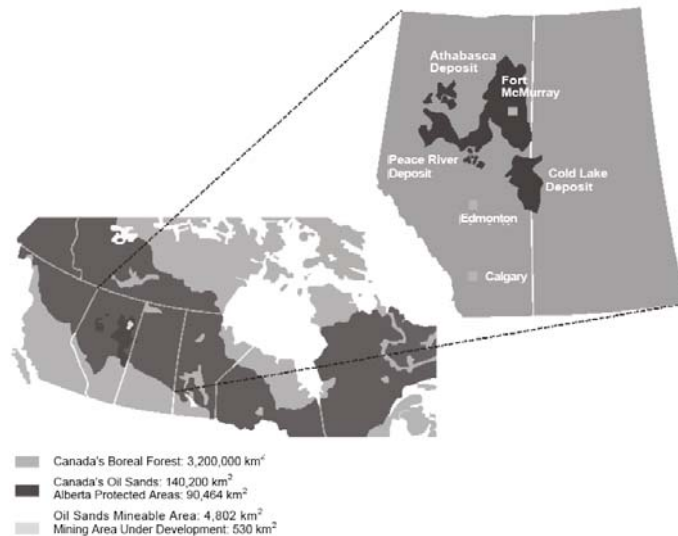 Athabasca
Deposit
Fort
McMurray
Peace River
Deposit
Cold Lake
Deposit
Edmonton
Calgary
Canada's Boreal Forest: 3,200,000 km²
Canada's Oil Sands: 140,200 km²
Alberta Protected Areas: 90,464 km²
Oil Sands Mineable Area: 4,802 km²
Mining Area Under Development: 530 km²